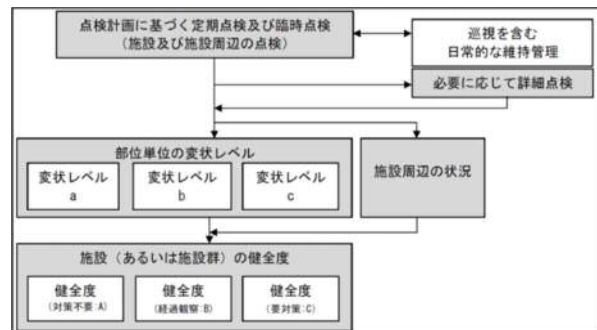 点検計画に基づく定期点検及び臨時点検
(施設及び施設周辺の点検)
巡視を含む
日常的な維持管理
必要に応じて詳細点検
部位単位の変状レベル
変状レベル
a
変状レベル
b
変状レベル
c
施設周辺の状況
施設(あるいは施設群)の健全度
健全度
(対策不要:A)
健全度
(経過観察:B)
健全度
(要対策:C)